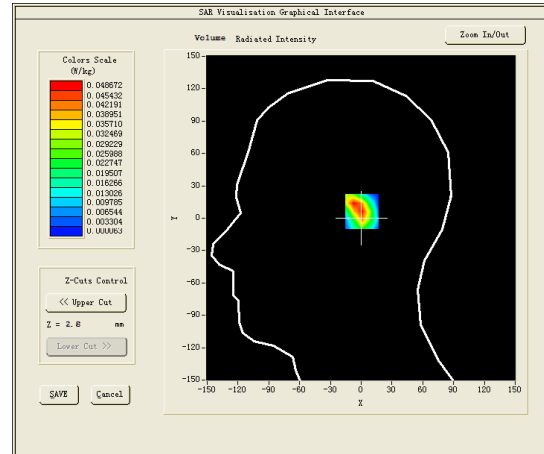 SAR Visualisation Graphical Interface
Volume Radiated Intensity
Zoom In/Out
Colors Scale
(W/kg)
0.048672
0.045432
0.042191
0.038951
0.035710
0.032469
0.029229
0.025988
0.022747
0.019507
0.016266
0.013026
0.009785
0.006544
0.003304
0.000063
Z-Cuts Control
<< Upper Cut
Z = 2.8 mm
Lower Cut >>
SAVE Cancel
150
120
90
60
30
0
-30
-60
-90
-120
-150
Y
-150 -120 -90 -60 -30 0 30 60 90 120 150
X